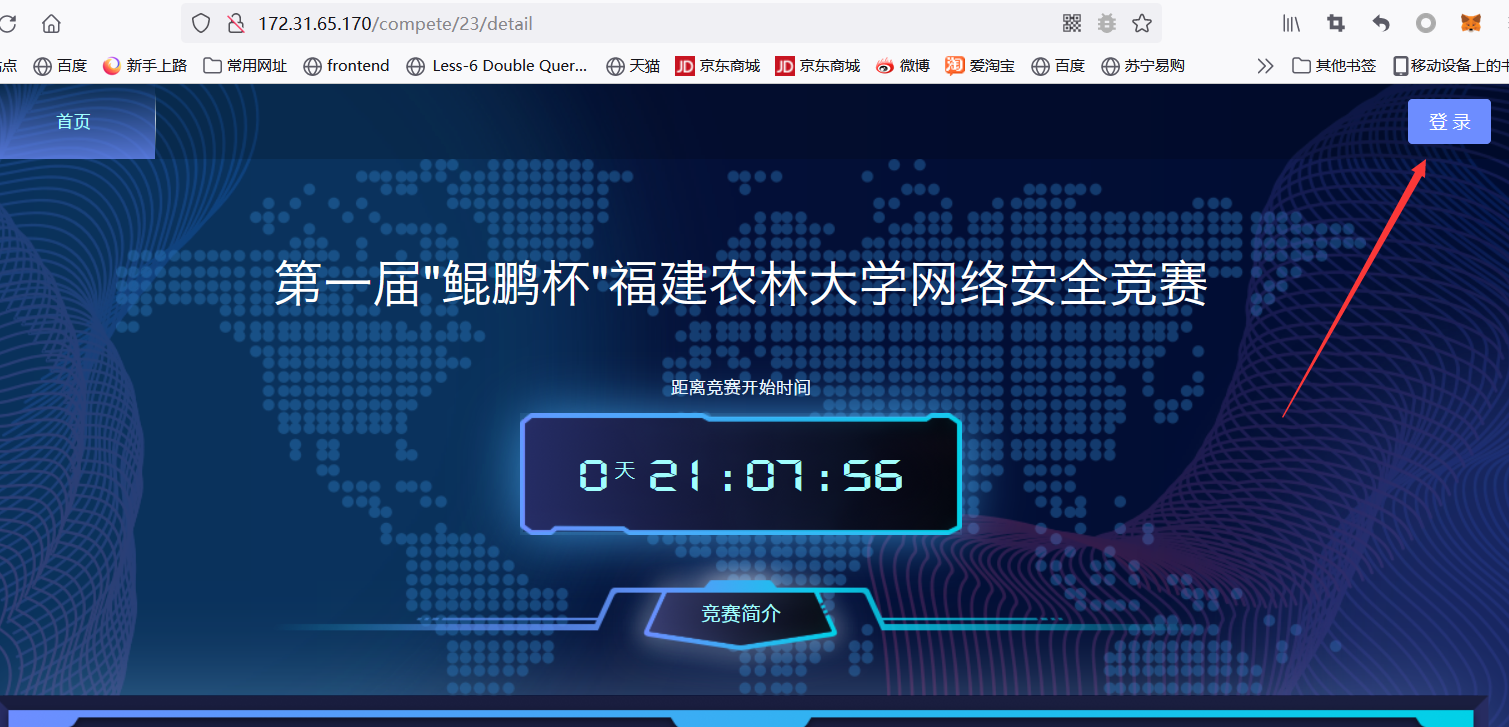 172.31.65.170/compete/23/detail
点 百度 新手上路 常用网址 frontend Less-6 Double Quer... 天猫 JD 京东商城 JD 京东商城 微博 淘 爱淘宝 百度 苏宁易购 其他书签 移动设备上的书
首页
登 录
第一届"鲲鹏杯"福建农林大学网络安全竞赛
距离竞赛开始时间
0天 21:07:56
竞赛简介